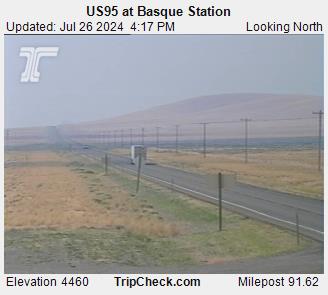 US95 at Basque Station
Updated: Jul 26 2024 4:17 PM Looking North
Elevation 4460 TripCheck.com Milepost 91.62